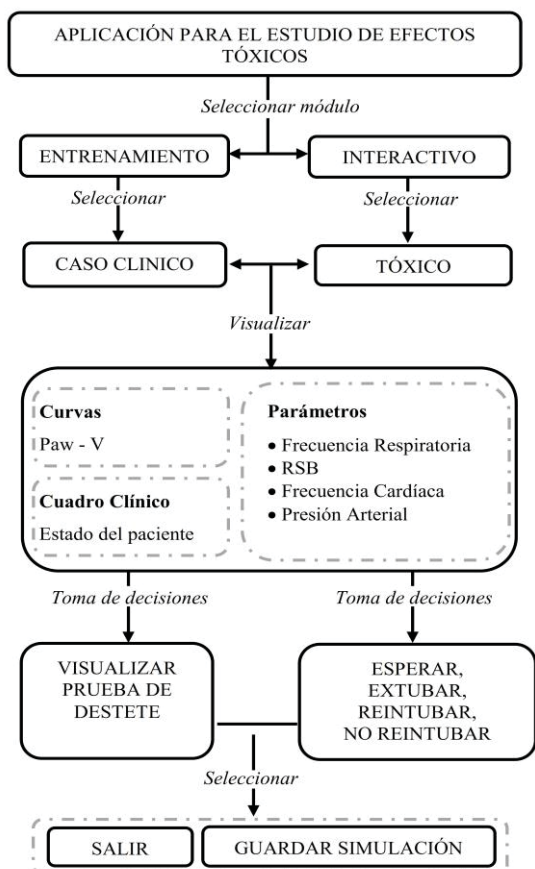 APLICACIÓN PARA EL ESTUDIO DE EFECTOS
TÓXICOS
Seleccionar módulo
ENTRENAMIENTO
INTERACTIVO
Seleccionar
Seleccionar
CASO CLINICO
TÓXICO
Visualizar
Curvas
Paw - V
Cuadro Clínico
Estado del paciente
Parámetros
• Frecuencia Respiratoria
• RSB
• Frecuencia Cardíaca
• Presión Arterial
Toma de decisiones
Toma de decisiones
VISUALIZAR
PRUEBA DE
DESTETE
ESPERAR,
EXTUBAR,
REINTUBAR,
NO REINTUBAR
Seleccionar
SALIR
GUARDAR SIMULACIÓN